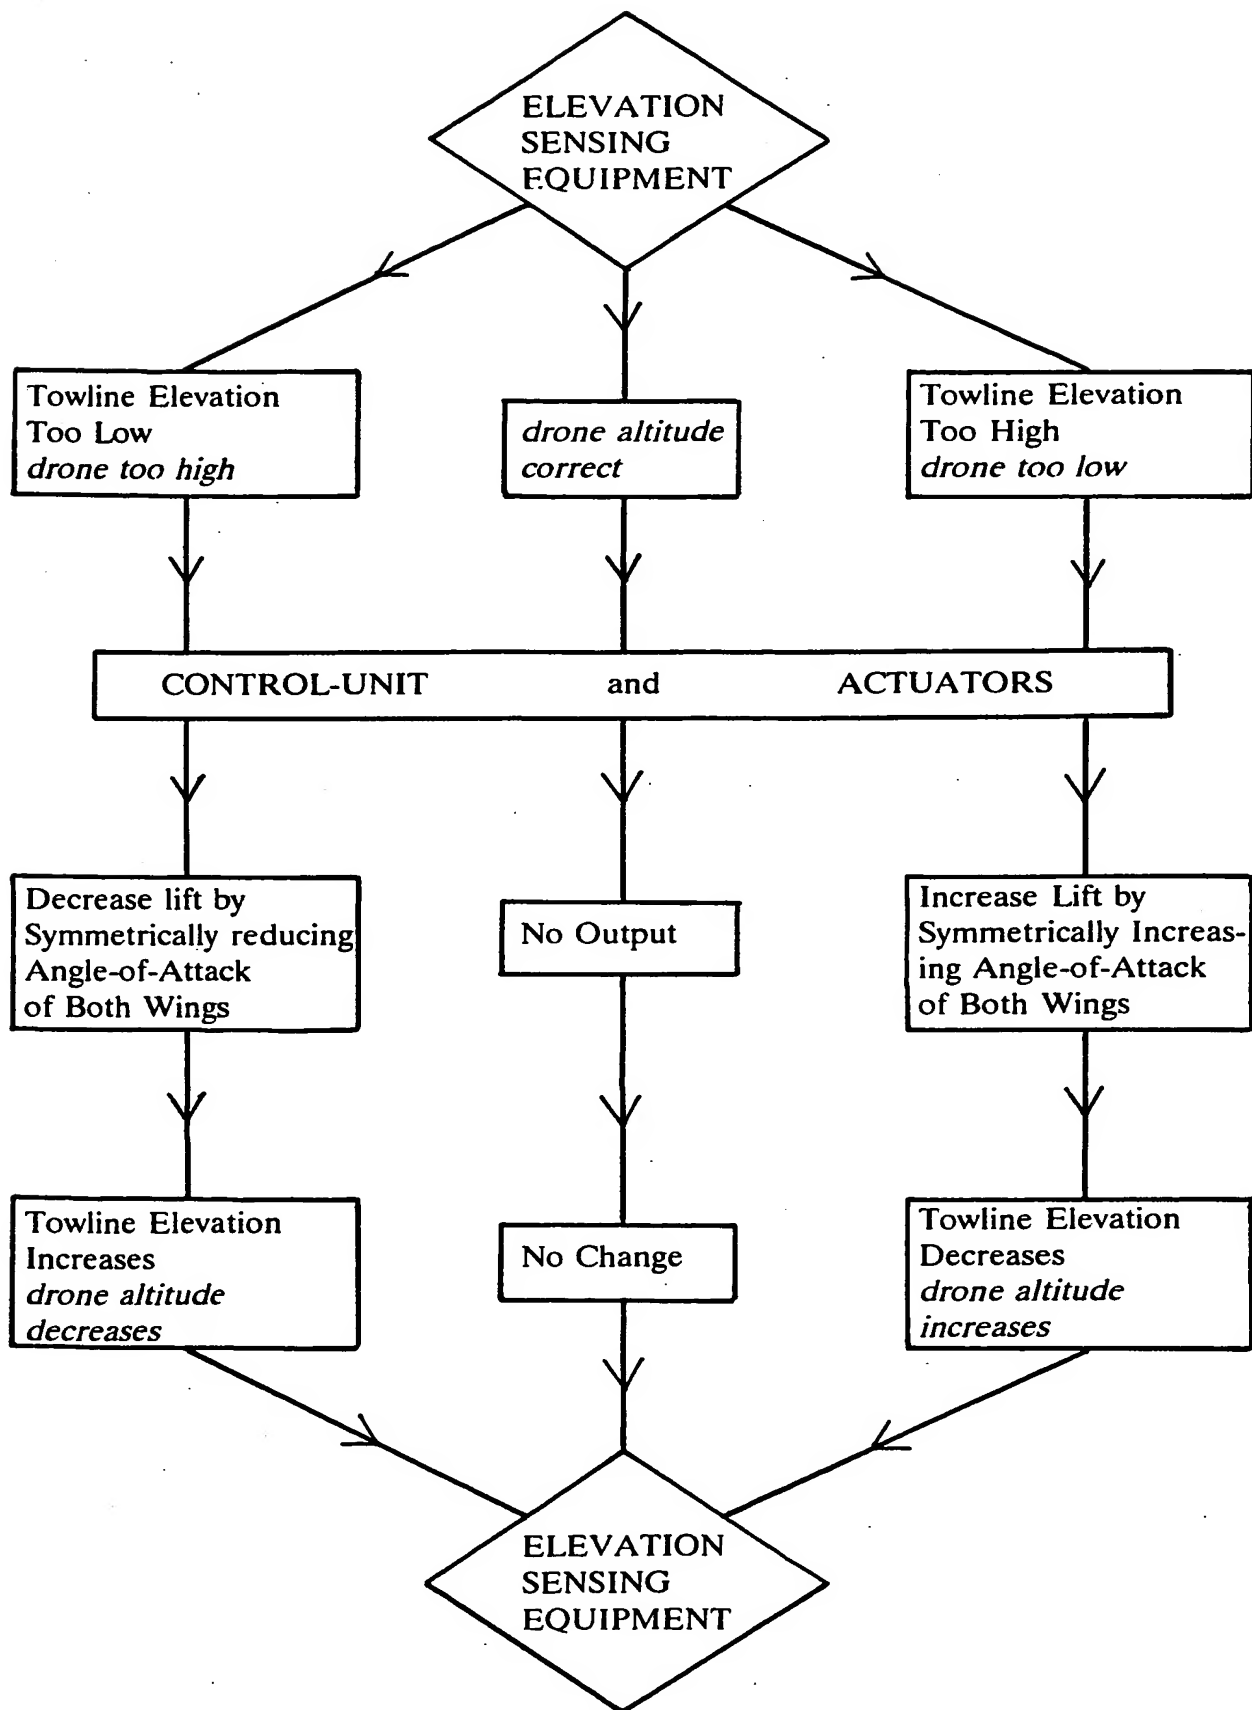 ELEVATION
SENSING
EQUIPMENT
Towline Elevation
Too Low
drone too high
drone altitude
correct
Towline Elevation
Too High
drone too low
CONTROL-UNIT and ACTUATORS
Decrease lift by
Symmetrically reducing
Angle-of-Attack
of Both Wings
No Output
Increase Lift by
Symmetrically Increas-
ing Angle-of-Attack
of Both Wings
Towline Elevation
Increases
drone altitude
decreases
No Change
Towline Elevation
Decreases
drone altitude
increases
ELEVATION
SENSING
EQUIPMENT